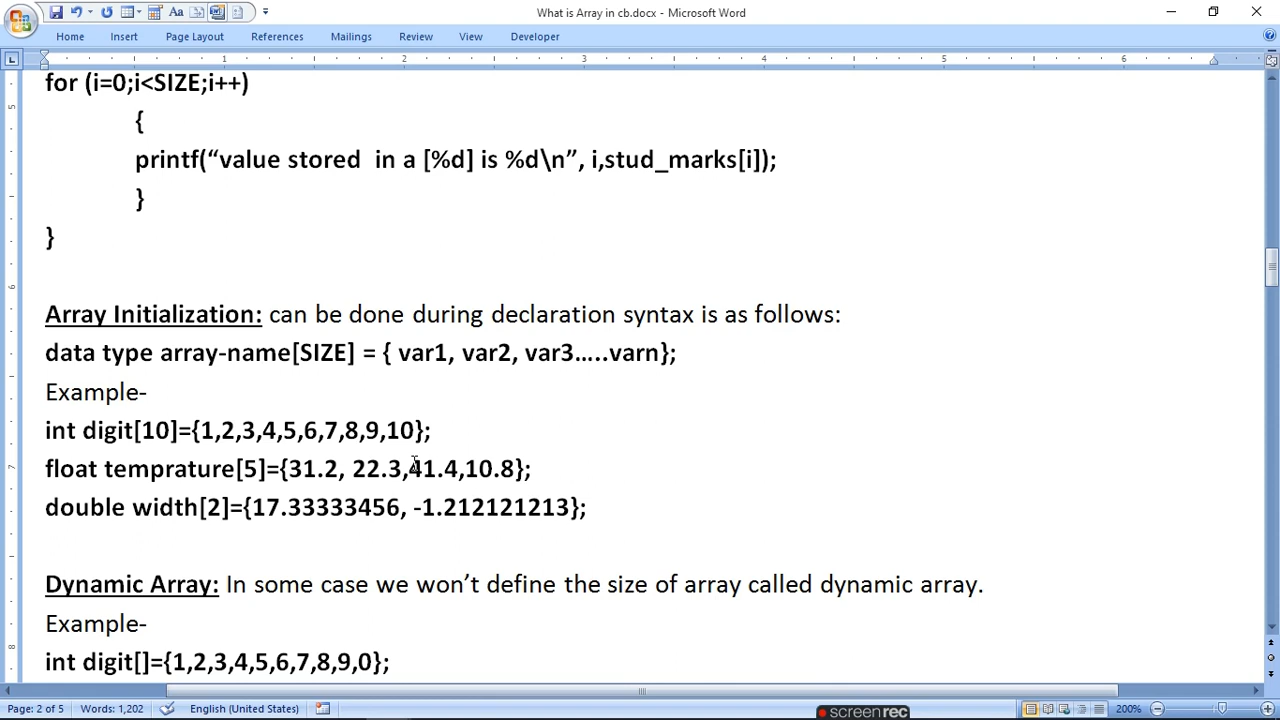 What is Array in cb.docx - Microsoft Word
Home Insert Page Layout References Mailings Review View Developer
1 2 3 4 5 6
for (i=0;i<SIZE;i++)
{
printf(“value stored  in a [%d] is %d\n”, i,stud_marks[i]);
}
}
Array Initialization: can be done during declaration syntax is as follows:
data type array-name[SIZE] = { var1, var2, var3…..varn};
Example-
int digit[10]={1,2,3,4,5,6,7,8,9,10};
float temprature[5]={31.2, 22.3,41.4,10.8};
double width[2]={17.33333456, -1.212121213};
Dynamic Array: In some case we won’t define the size of array called dynamic array.
Example-
int digit[]={1,2,3,4,5,6,7,8,9,0};
Page: 2 of 5 Words: 1,202 English (United States) 200%
screenrec